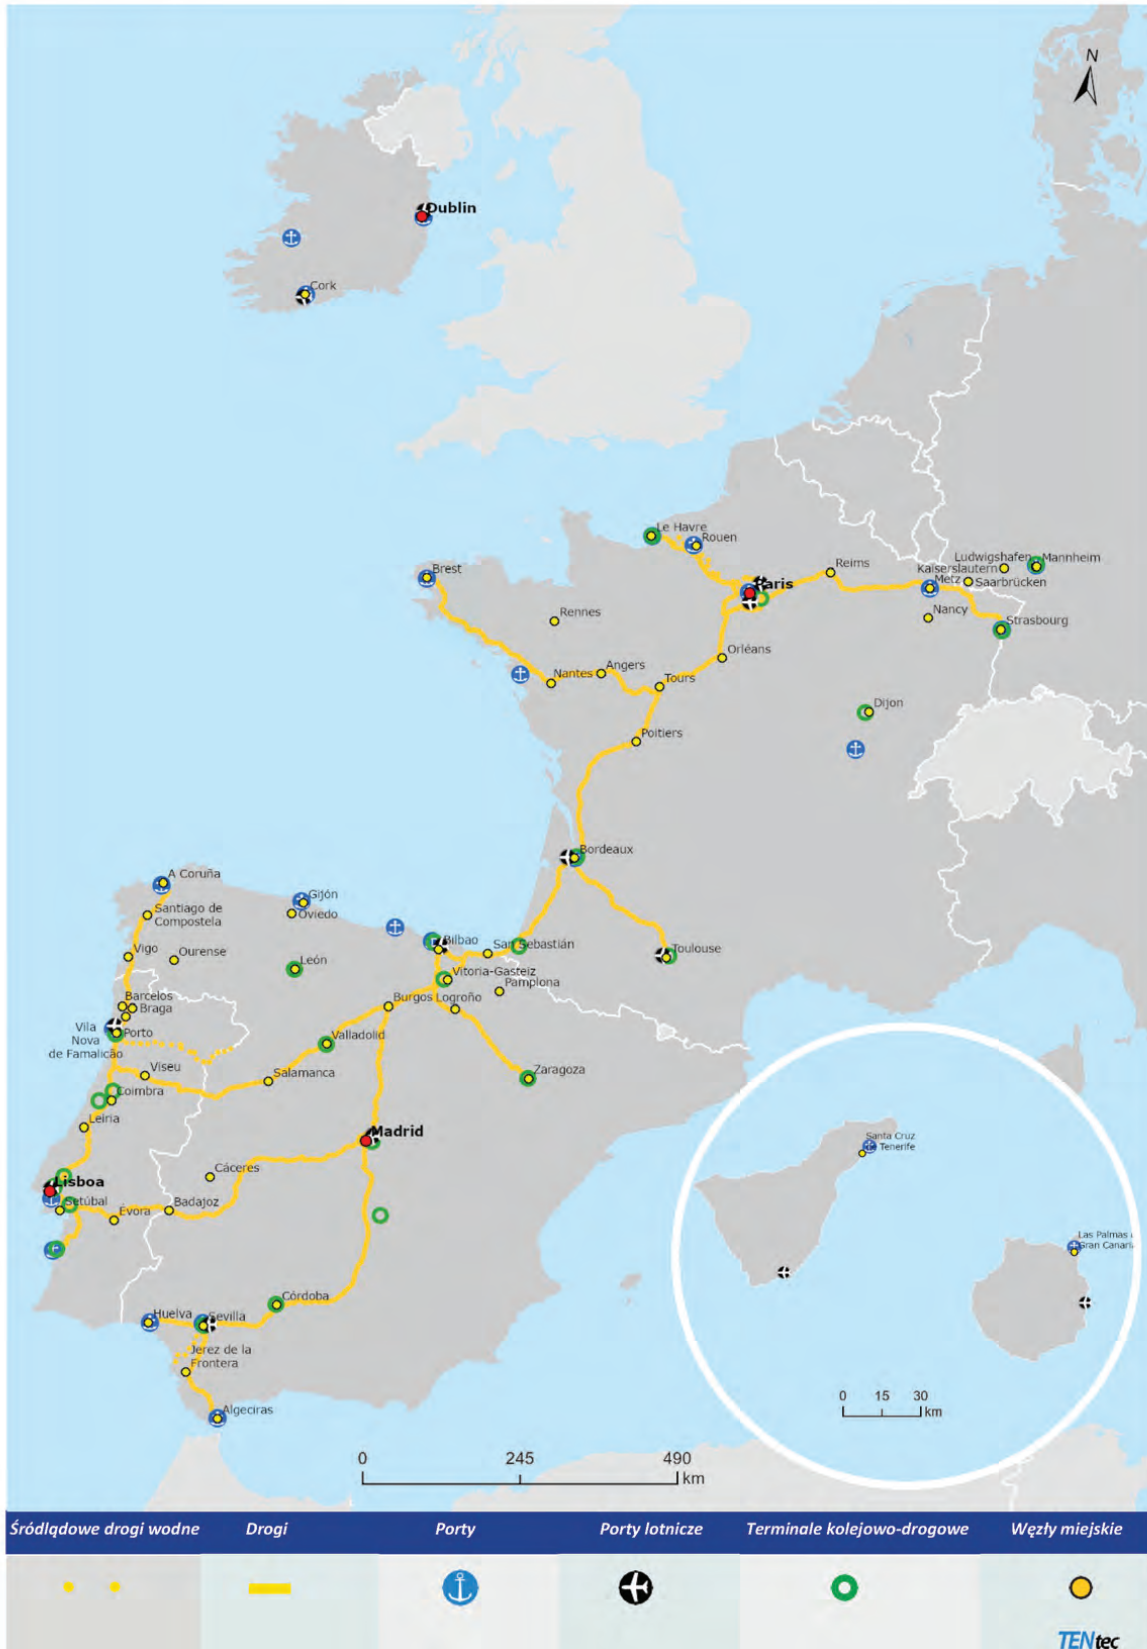 N
Dublin
Cork
Le Havre
Rouen
Brest
Paris
Reims
Ludwigshafen
Mannheim
Kaiserslautern
Metz
Saarbrücken
Rennes
Nancy
Strasbourg
Orléans
Nantes
Angers
Tours
Dijon
Poitiers
Bordeaux
A Coruña
Gijón
Santiago de
Compostela
Oviedo
Vigo
Ourense
León
Bilbao
San Sebastián
Toulouse
Vitoria-Gasteiz
Pamplona
Barcelos
Braga
Burgos
Logroño
Vila
Nova
de Famalicão
Porto
Valladolid
Viseu
Salamanca
Zaragoza
Coimbra
Leiria
Madrid
Cáceres
Lisboa
Setúbal
Évora
Badajoz
Santa Cruz
de Tenerife
Las Palmas
Gran Canaria
Córdoba
Huelva
Sevilla
Jerez de la
Frontera
Algeciras
0 15 30
km
0 245 490
km
Śródlądowe drogi wodne Drogi Porty Porty lotnicze Terminale kolejowo-drogowe Węzły miejskie
TENtec